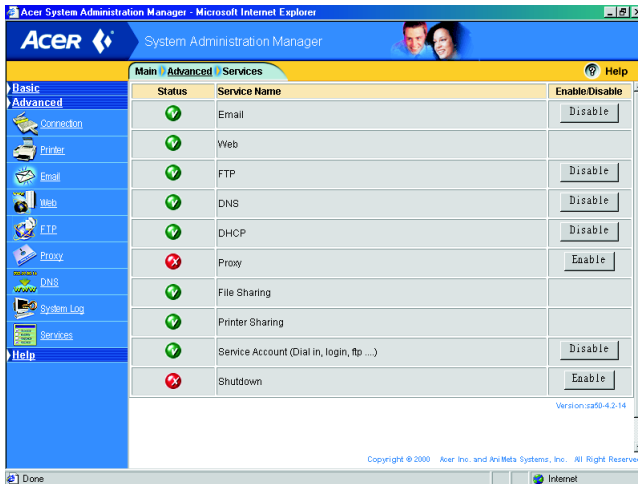 Acer System Administration Manager - Microsoft Internet Explorer
Acer System Administration Manager
Main Advanced Services Help
Basic
Advanced
Connection
Printer
Email
Web
FTP
Proxy
DNS
System Log
Services
Help
Status Service Name Enable/Disable
Email Disable
Web
FTP Disable
DNS Disable
DHCP Disable
Proxy Enable
File Sharing
Printer Sharing
Service Account (Dial in, login, ftp ....) Disable
Shutdown Enable
Version:sa50-4.2-14
Copyright © 2000 Acer Inc. and AniMeta Systems, Inc. All Right Reserve
Done Internet